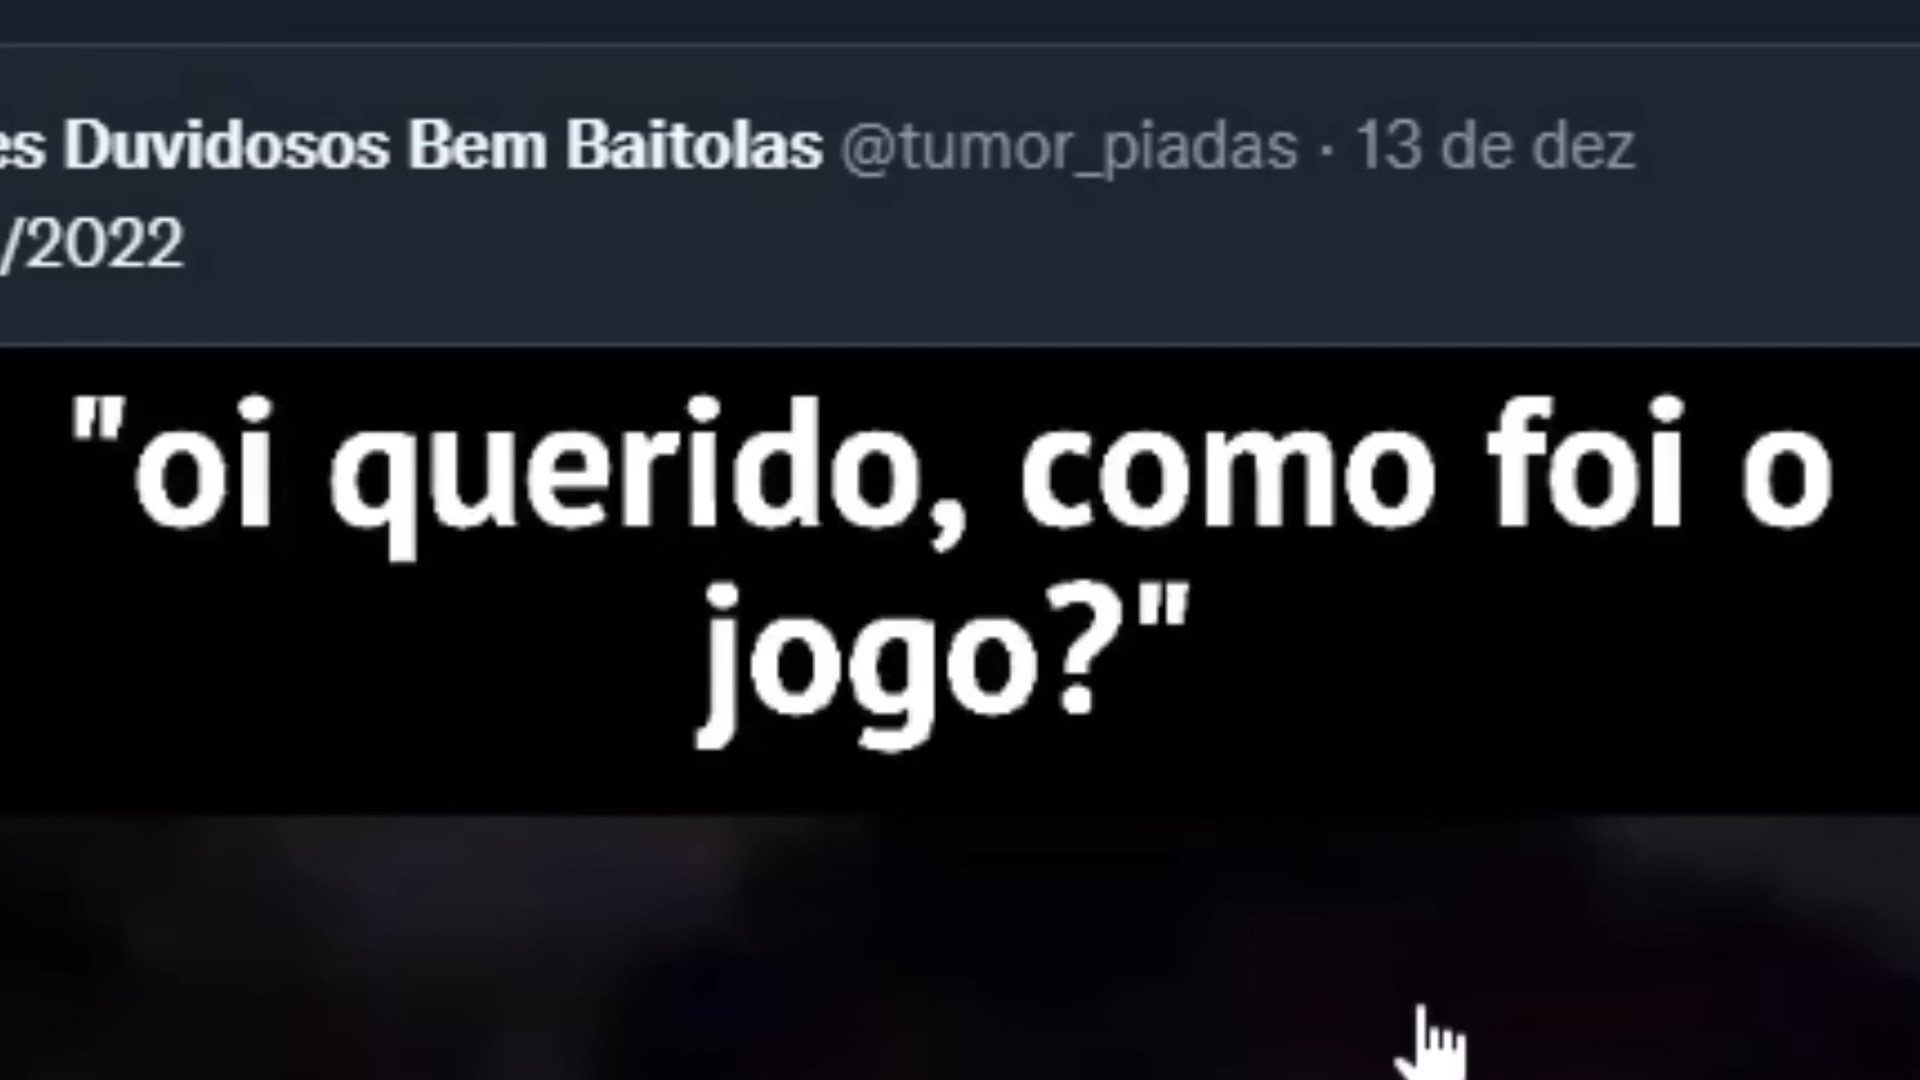 es Duvidosos Bem Baitolas @tumor_piadas · 13 de dez
/2022
"oi querido, como foi o
jogo?"